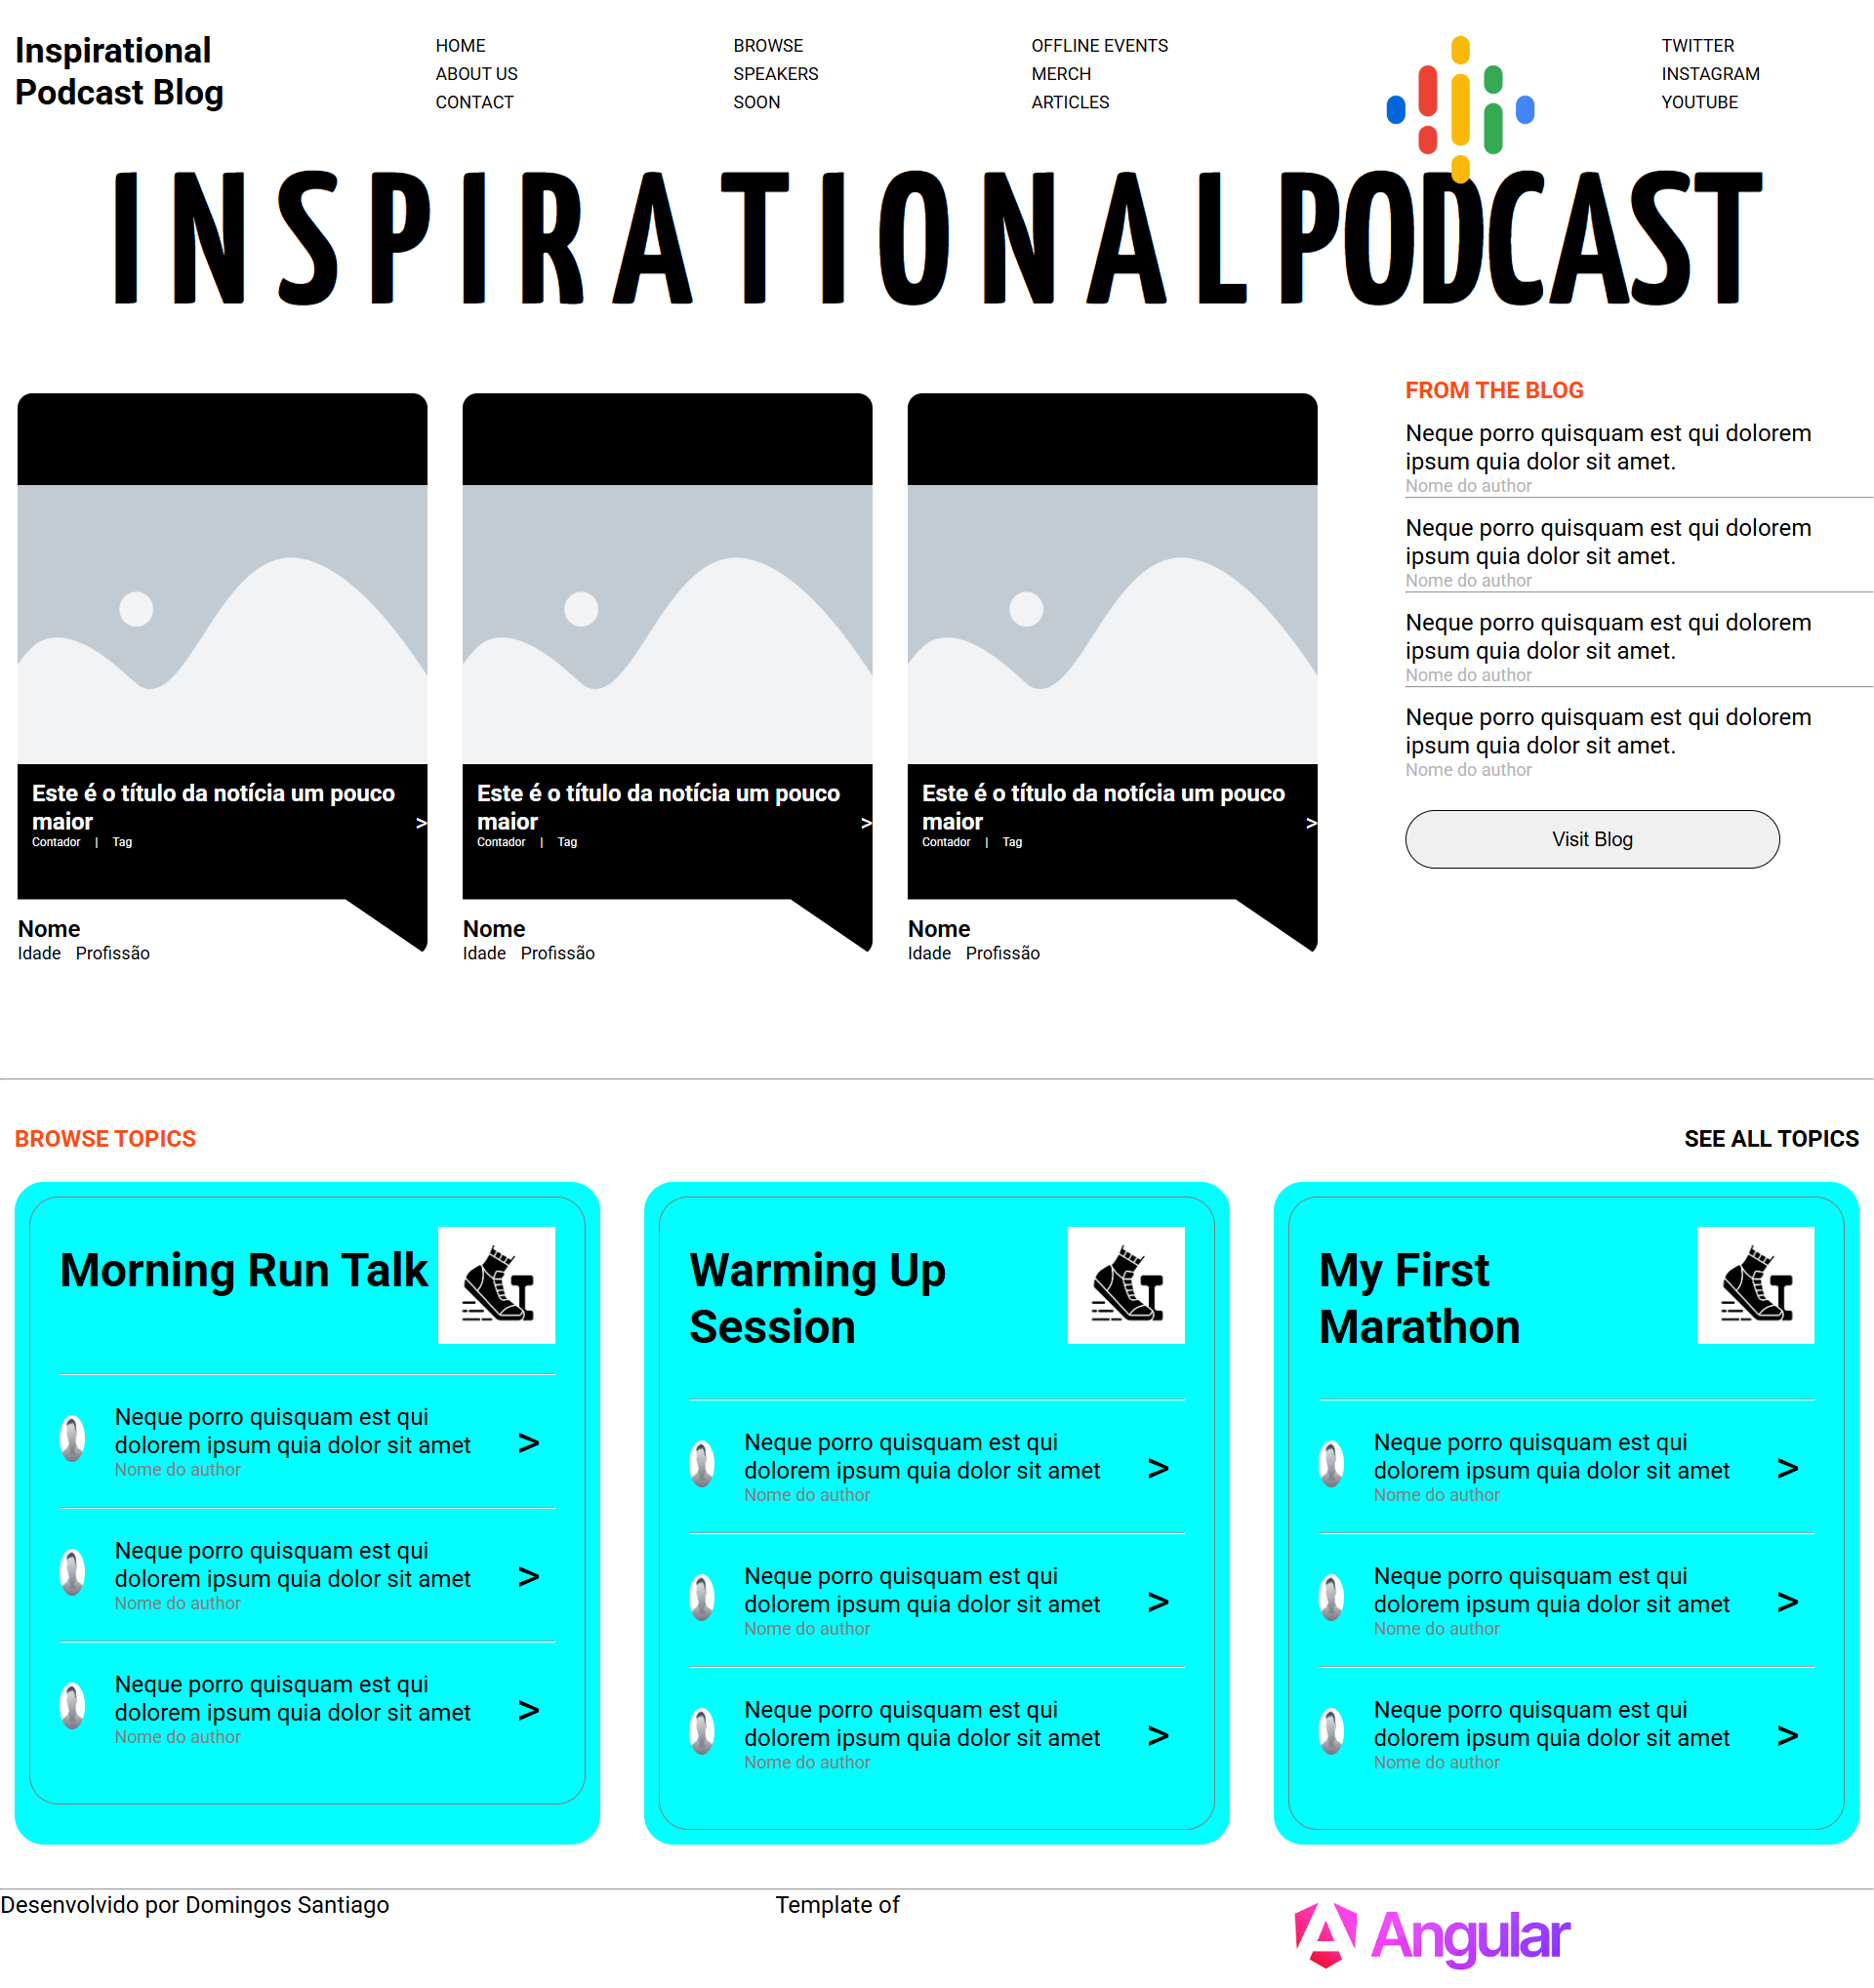 Inspirational
Podcast Blog
HOME
ABOUT US
CONTACT
BROWSE
SPEAKERS
SOON
OFFLINE EVENTS
MERCH
ARTICLES
TWITTER
INSTAGRAM
YOUTUBE
INSPIRATIONALPODCAST
Este é o título da notícia um pouco
maior
>
Contador | Tag
Nome
Idade Profissão
Este é o título da notícia um pouco
maior
>
Contador | Tag
Nome
Idade Profissão
Este é o título da notícia um pouco
maior
>
Contador | Tag
Nome
Idade Profissão
FROM THE BLOG
Neque porro quisquam est qui dolorem
ipsum quia dolor sit amet.
Nome do author
Neque porro quisquam est qui dolorem
ipsum quia dolor sit amet.
Nome do author
Neque porro quisquam est qui dolorem
ipsum quia dolor sit amet.
Nome do author
Neque porro quisquam est qui dolorem
ipsum quia dolor sit amet.
Nome do author
Visit Blog
BROWSE TOPICS
SEE ALL TOPICS
Morning Run Talk
Neque porro quisquam est qui
dolorem ipsum quia dolor sit amet
>
Nome do author
Neque porro quisquam est qui
dolorem ipsum quia dolor sit amet
>
Nome do author
Neque porro quisquam est qui
dolorem ipsum quia dolor sit amet
>
Nome do author
Warming Up
Session
Neque porro quisquam est qui
dolorem ipsum quia dolor sit amet
>
Nome do author
Neque porro quisquam est qui
dolorem ipsum quia dolor sit amet
>
Nome do author
Neque porro quisquam est qui
dolorem ipsum quia dolor sit amet
>
Nome do author
My First
Marathon
Neque porro quisquam est qui
dolorem ipsum quia dolor sit amet
>
Nome do author
Neque porro quisquam est qui
dolorem ipsum quia dolor sit amet
>
Nome do author
Neque porro quisquam est qui
dolorem ipsum quia dolor sit amet
>
Nome do author
Desenvolvido por Domingos Santiago
Template of
Angular